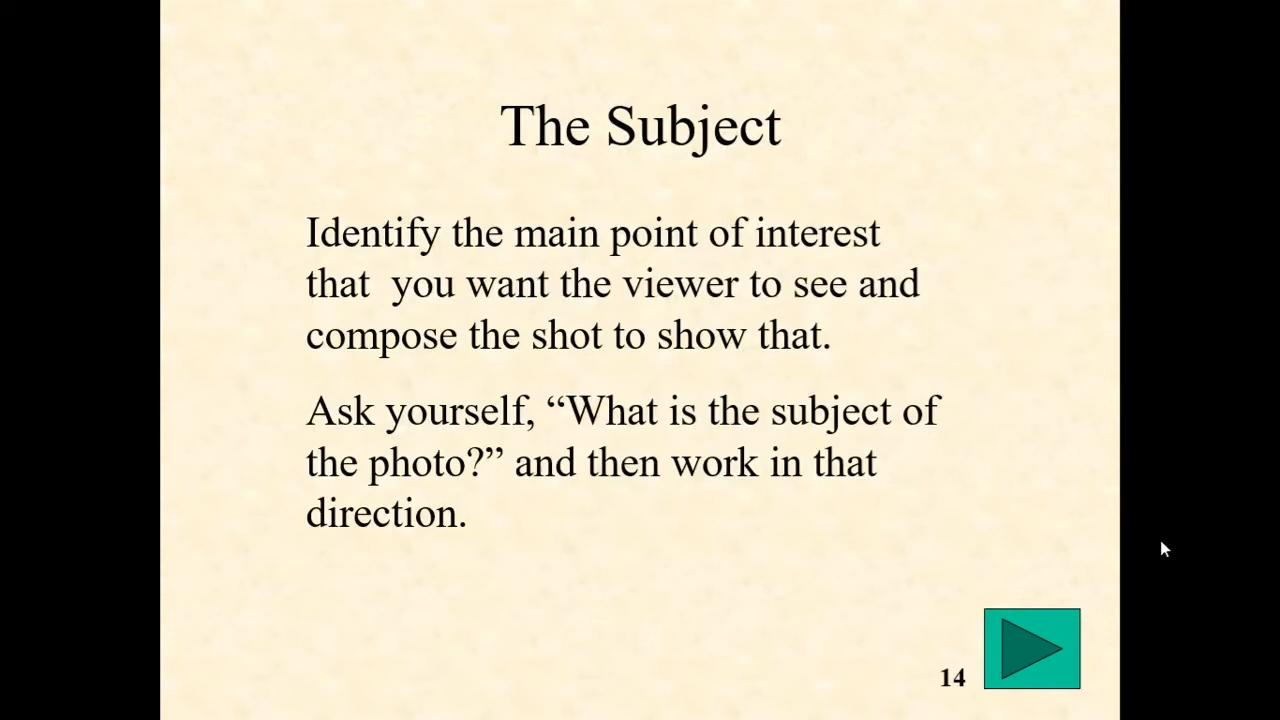 The Subject
Identify the main point of interest
that  you want the viewer to see and
compose the shot to show that.
Ask yourself, “What is the subject of
the photo?” and then work in that
direction.
14